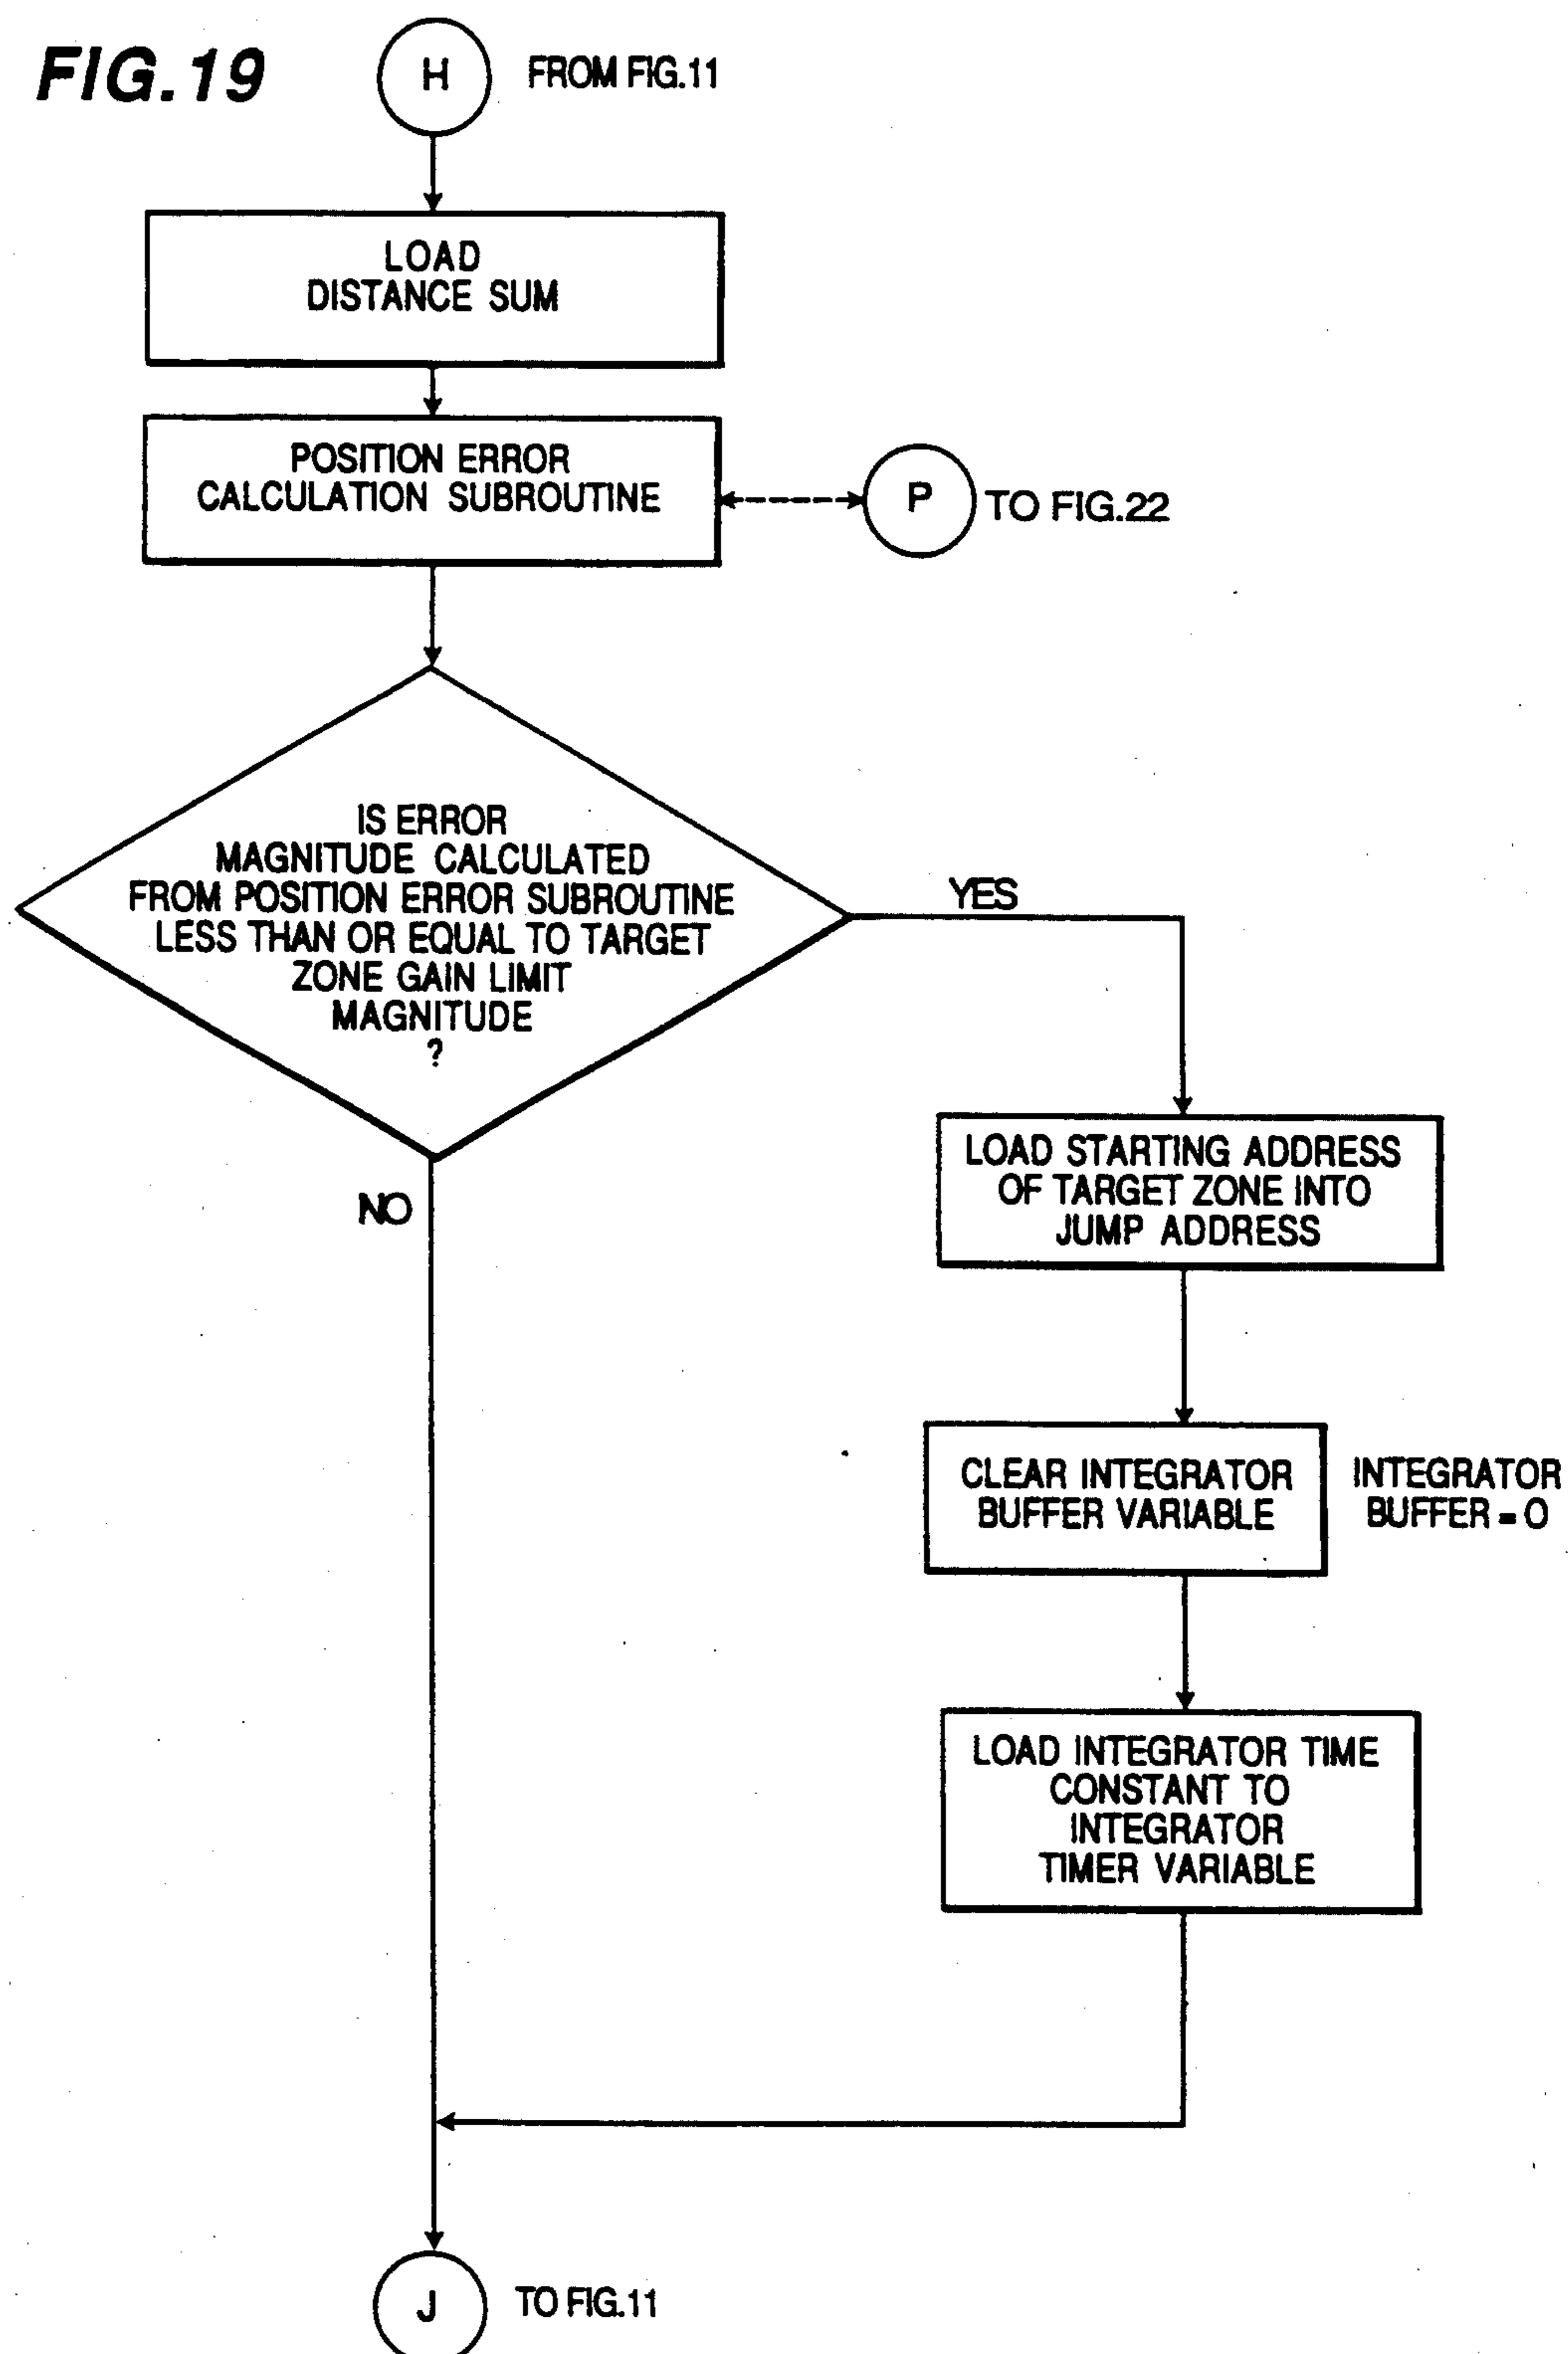 FIG.19
H
FROM FIG.11
LOAD
DISTANCE SUM
POSITION ERROR
CALCULATION SUBROUTINE
P
TO FIG.22
IS ERROR
MAGNITUDE CALCULATED
FROM POSITION ERROR SUBROUTINE
LESS THAN OR EQUAL TO TARGET
ZONE GAIN LIMIT
MAGNITUDE
?
YES
NO
LOAD STARTING ADDRESS
OF TARGET ZONE INTO
JUMP ADDRESS
CLEAR INTEGRATOR
BUFFER VARIABLE
INTEGRATOR
BUFFER = 0
LOAD INTEGRATOR TIME
CONSTANT TO
INTEGRATOR
TIMER VARIABLE
J
TO FIG.11